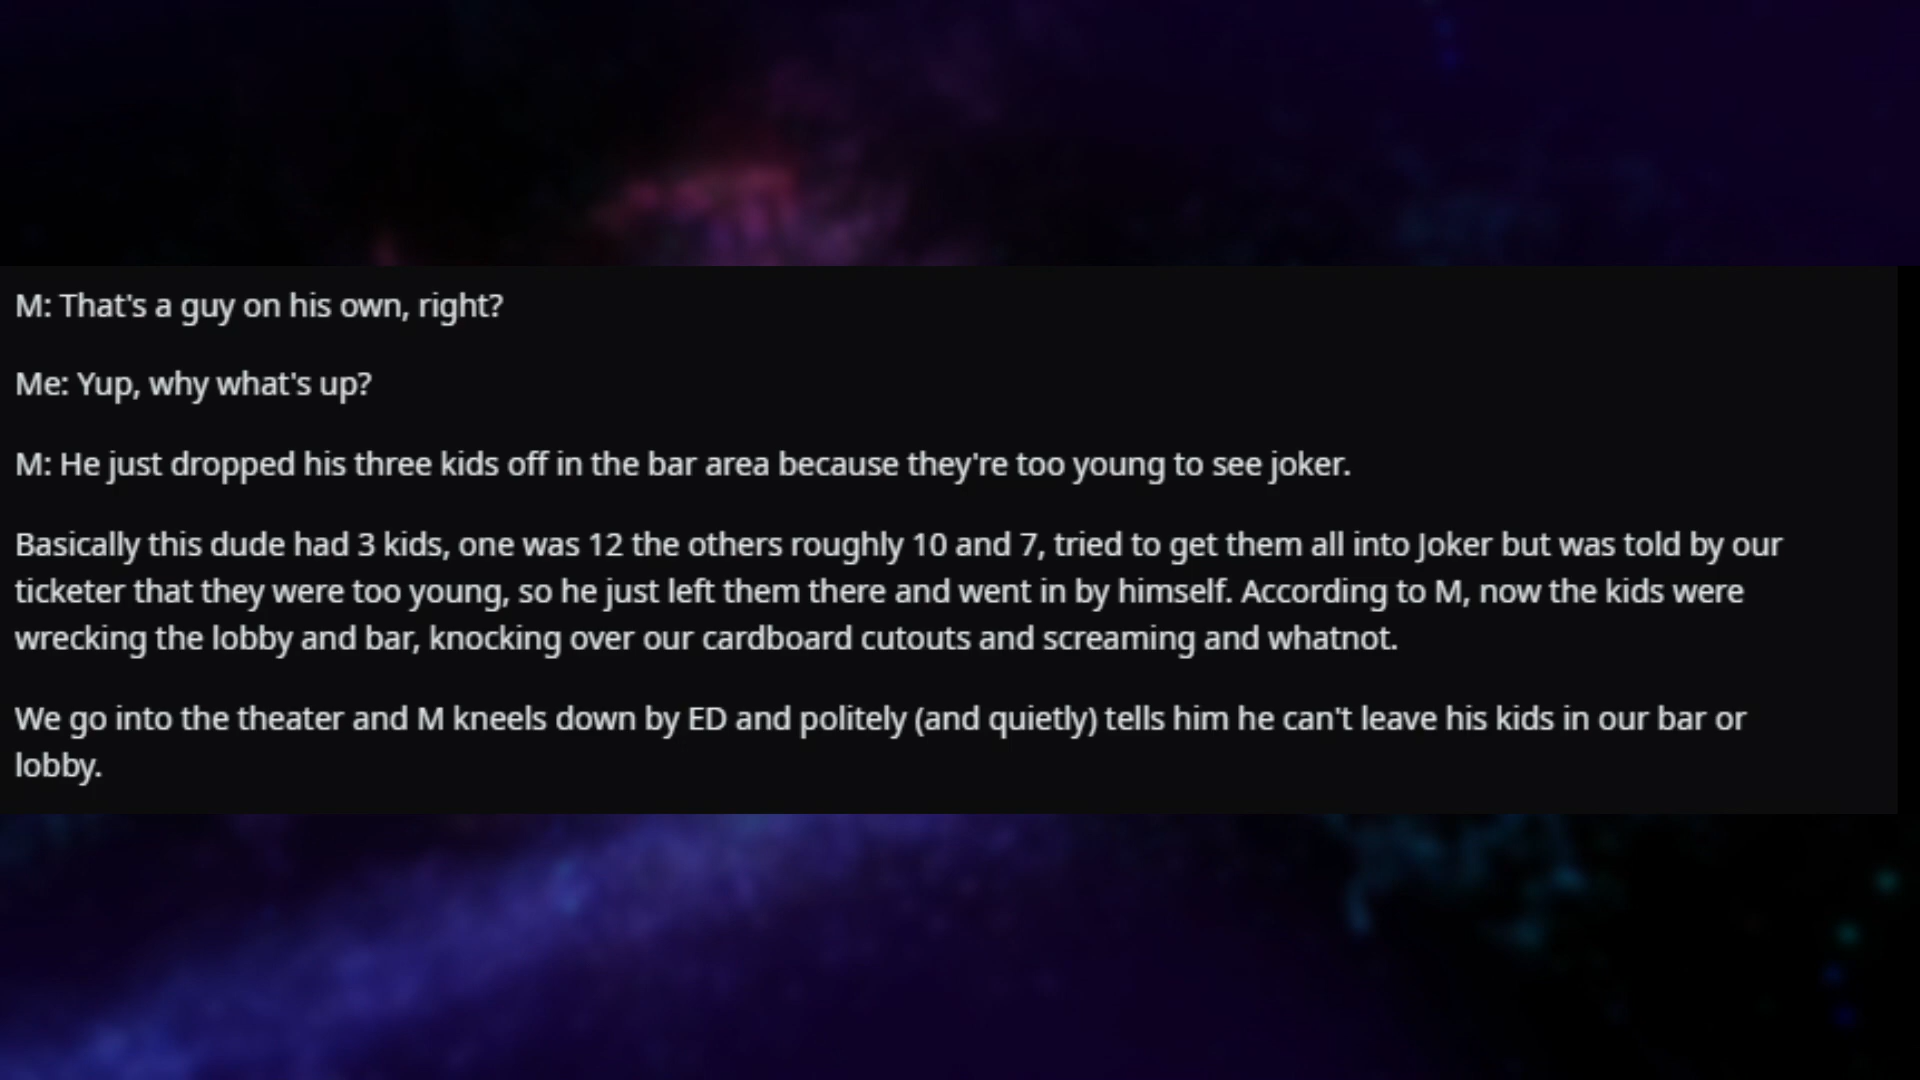 M: That's a guy on his own, right?
Me: Yup, why what's up?
M: He just dropped his three kids off in the bar area because they're too young to see joker.
Basically this dude had 3 kids, one was 12 the others roughly 10 and 7, tried to get them all into Joker but was told by our
ticketer that they were too young, so he just left them there and went in by himself. According to M, now the kids were
wrecking the lobby and bar, knocking over our cardboard cutouts and screaming and whatnot.
We go into the theater and M kneels down by ED and politely (and quietly) tells him he can't leave his kids in our bar or
lobby.